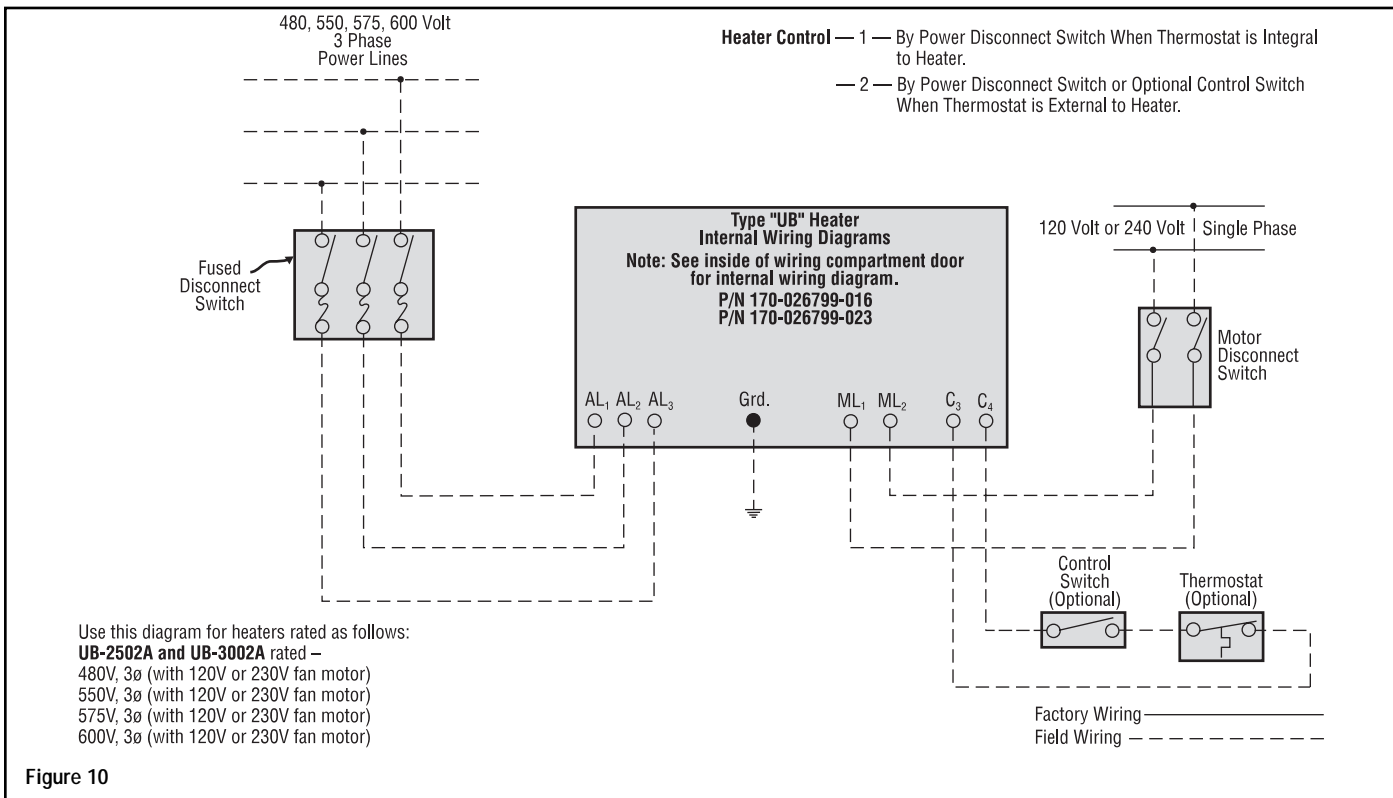 480, 550, 575, 600 Volt
3 Phase
Power Lines
Heater Control — 1 — By Power Disconnect Switch When Thermostat is Integral
to Heater.
— 2 — By Power Disconnect Switch or Optional Control Switch
When Thermostat is External to Heater.
Fused
Disconnect
Switch
Type "UB" Heater
Internal Wiring Diagrams
Note: See inside of wiring compartment door
for internal wiring diagram.
P/N 170-026799-016
P/N 170-026799-023
AL₁ AL₂ AL₃ Grd. ML₁ ML₂ C₃ C₄
120 Volt or 240 Volt Single Phase
Motor
Disconnect
Switch
Control
Switch
(Optional)
Thermostat
(Optional)
Use this diagram for heaters rated as follows:
UB-2502A and UB-3002A rated –
480V, 3ø (with 120V or 230V fan motor)
550V, 3ø (with 120V or 230V fan motor)
575V, 3ø (with 120V or 230V fan motor)
600V, 3ø (with 120V or 230V fan motor)
Factory Wiring
Field Wiring
Figure 10